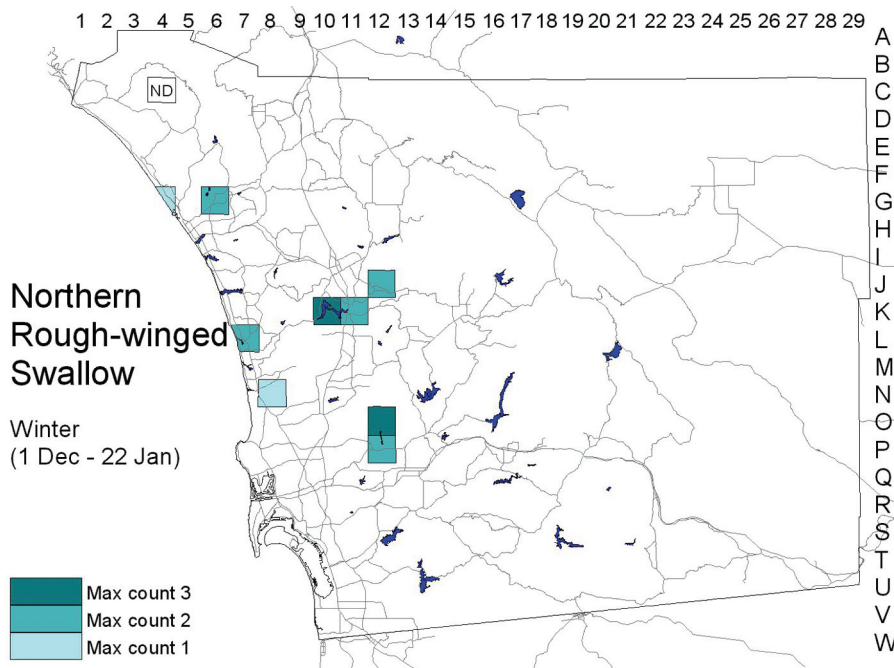 1 2 3 4 5 6 7 8 9 10 11 12 13 14 15 16 17 18 19 20 21 22 23 24 25 26 27 28 29
A
B
C
D
E
F
G
H
I
J
K
L
M
N
O
P
Q
R
S
T
U
V
W
ND
Northern
Rough-winged
Swallow
Winter
(1 Dec - 22 Jan)
Max count 3
Max count 2
Max count 1